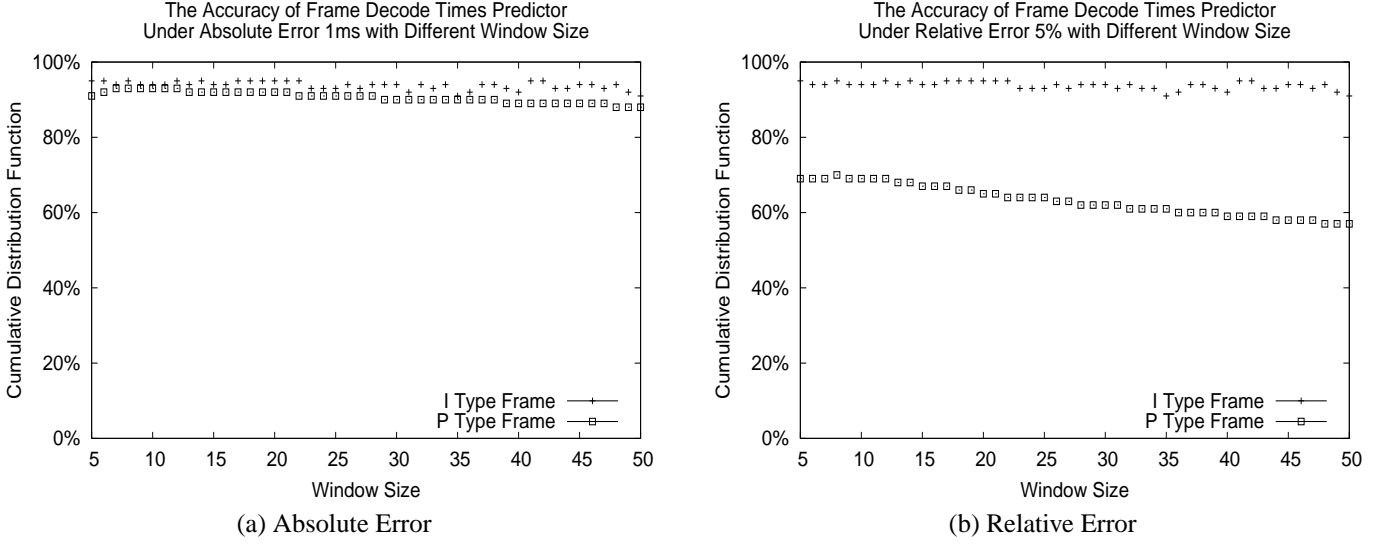 The Accuracy of Frame Decode Times Predictor
Under Absolute Error 1ms with Different Window Size
100%
80%
60%
40%
20%
0%
Cumulative Distribution Function
I Type Frame
P Type Frame
5 10 15 20 25 30 35 40 45 50
Window Size
(a) Absolute Error
The Accuracy of Frame Decode Times Predictor
Under Relative Error 5% with Different Window Size
100%
80%
60%
40%
20%
0%
Cumulative Distribution Function
I Type Frame
P Type Frame
5 10 15 20 25 30 35 40 45 50
Window Size
(b) Relative Error